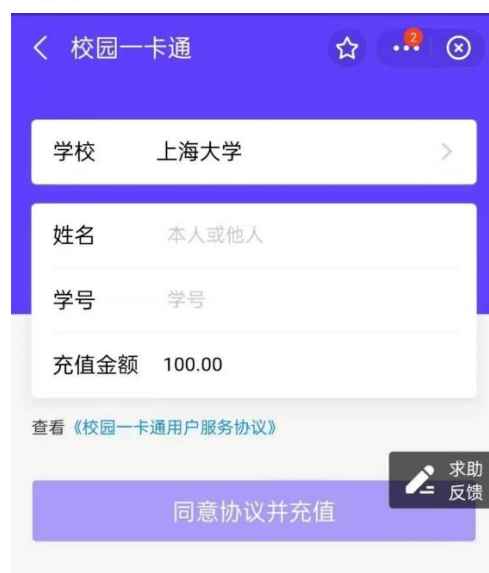 校园一卡通
2
学校 上海大学
姓名 本人或他人
学号 学号
充值金额 100.00
查看《校园一卡通用户服务协议》
求助
反馈
同意协议并充值